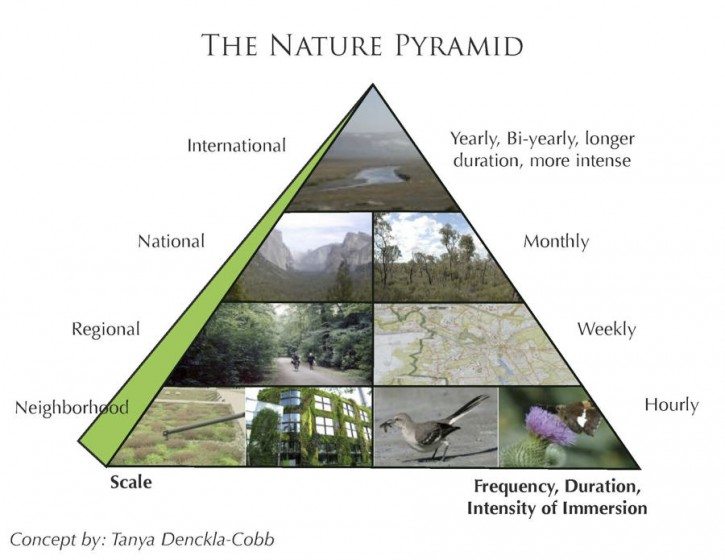 THE NATURE PYRAMID
International
Yearly, Bi-yearly, longer
duration, more intense
National
Monthly
Regional
Weekly
Neighborhood
Hourly
Scale
Frequency, Duration,
Intensity of Immersion
Concept by: Tanya Denckla-Cobb